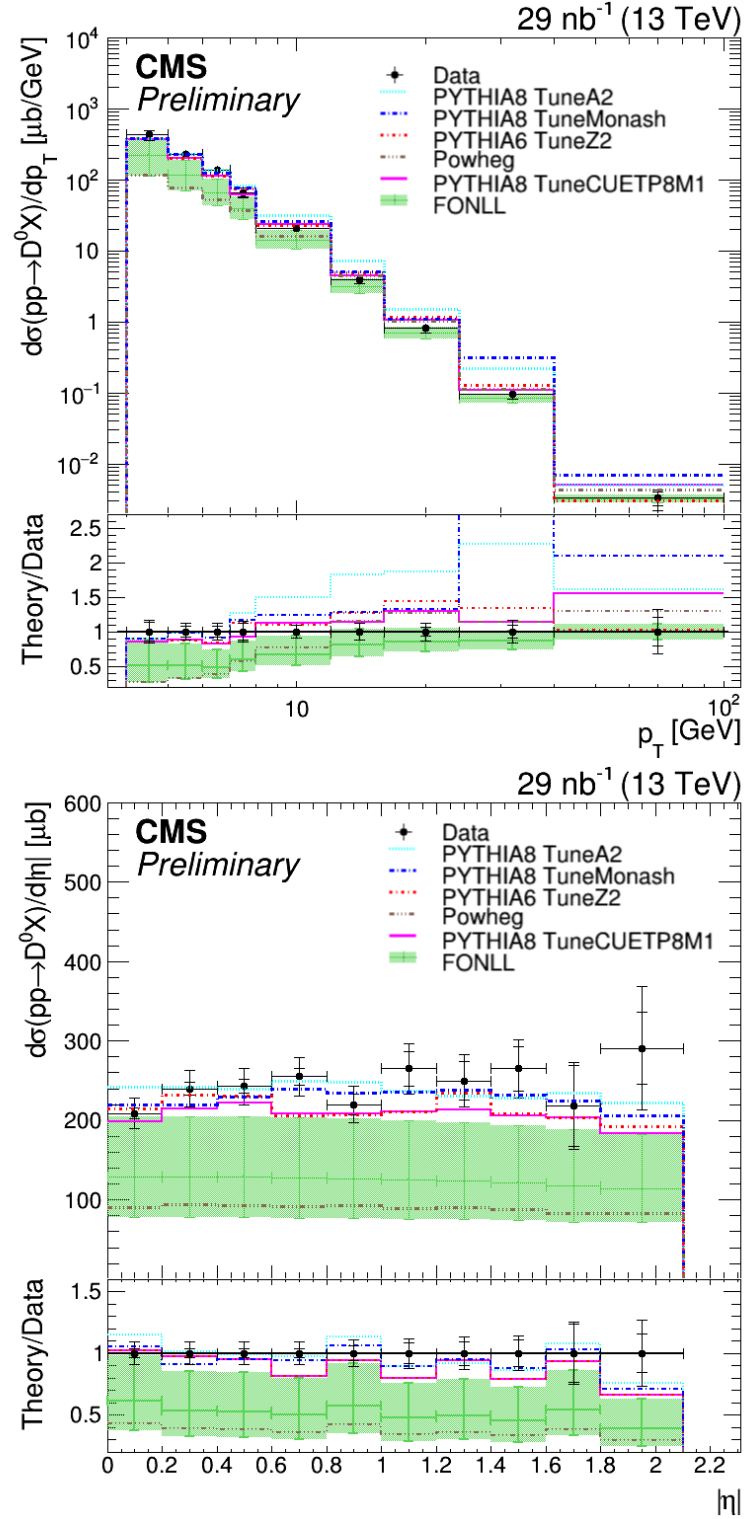 29 nb⁻¹ (13 TeV)
CMS
Preliminary
Data
PYTHIA8 TuneA2
PYTHIA8 TuneMonash
PYTHIA6 TuneZ2
Powheg
PYTHIA8 TuneCUETP8M1
FONLL
dσ(pp→D⁰X)/dp_T [μb/GeV]
10⁴
10³
10²
10
1
10⁻¹
10⁻²
Theory/Data
2.5
2
1.5
1
0.5
10
10²
p_T [GeV]
29 nb⁻¹ (13 TeV)
CMS
Preliminary
Data
PYTHIA8 TuneA2
PYTHIA8 TuneMonash
PYTHIA6 TuneZ2
Powheg
PYTHIA8 TuneCUETP8M1
FONLL
dσ(pp→D⁰X)/d|η| [μb]
600
500
400
300
200
100
Theory/Data
1.5
1
0.5
0 0.2 0.4 0.6 0.8 1 1.2 1.4 1.6 1.8 2 2.2
|η|